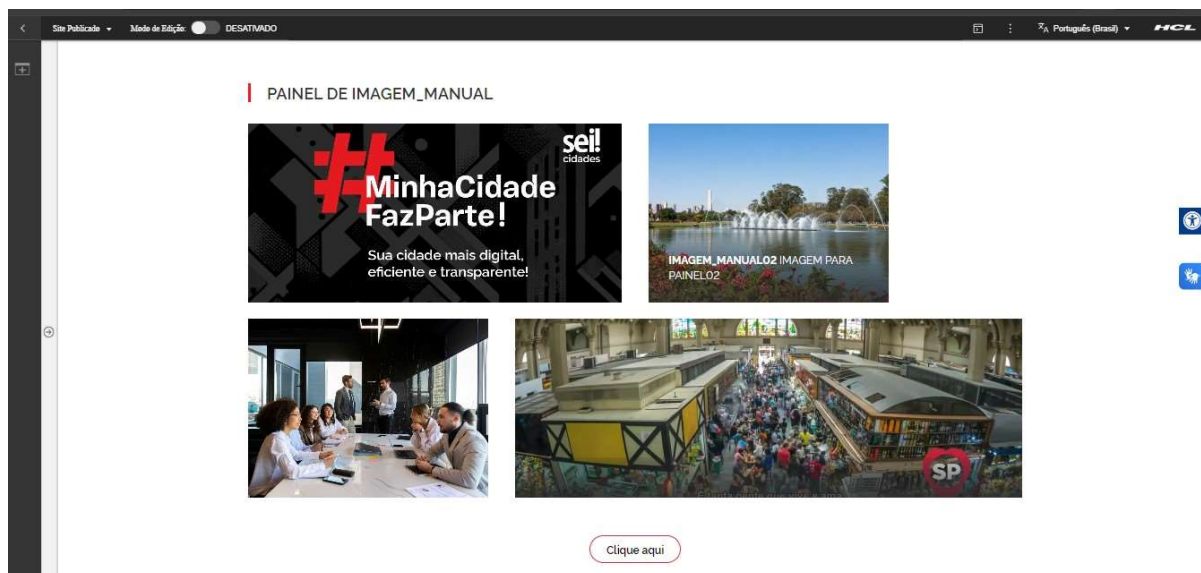 Site Publicado
Modo de Edição:
DESATIVADO
Português (Brasil)
HCL
PAINEL DE IMAGEM_MANUAL
sei!
cidades
#MinhaCidade
FazParte!
Sua cidade mais digital,
eficiente e transparente!
IMAGEM_MANUAL02 IMAGEM PARA
PAINEL02
SP
Clique aqui